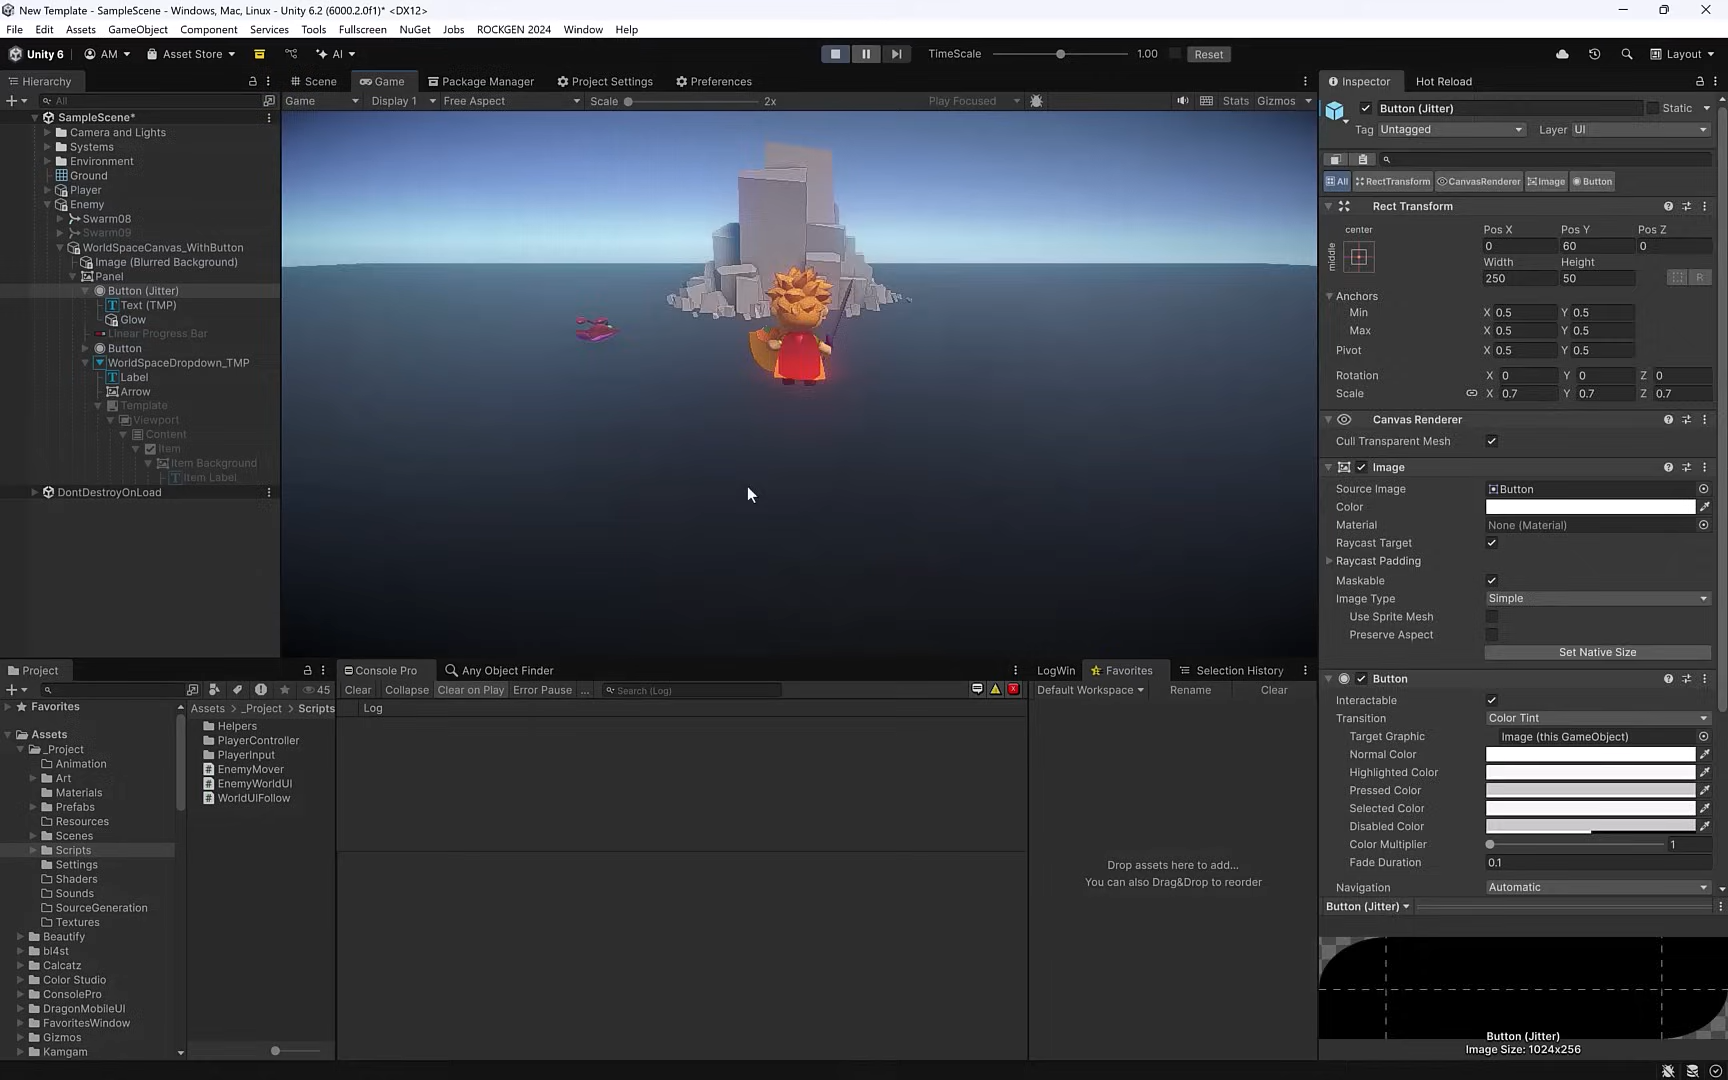 New Template - SampleScene - Windows, Mac, Linux - Unity 6.2 (6000.2.0f1)* <DX12>
File Edit Assets GameObject Component Services Tools Fullscreen NuGet Jobs ROCKGEN 2024 Window Help
Unity 6 AM Asset Store AI TimeScale 1.00 Reset Layout
Hierarchy Scene Game Package Manager Project Settings Preferences Inspector Hot Reload
All Game Display 1 Free Aspect Scale 2x Play Focused Stats Gizmos
Button (Jitter) Static
Tag Untagged Layer UI
All RectTransform CanvasRenderer Image Button
SampleScene*
Camera and Lights
Systems
Environment
Ground
Player
Enemy
Swarm08
Swarm09
WorldSpaceCanvas_WithButton
Image (Blurred Background)
Panel
Button (Jitter)
Text (TMP)
Glow
Linear Progress Bar
Button
WorldSpaceDropdown_TMP
Label
Arrow
Template
Viewport
Content
Item
Item Background
Item Label
DontDestroyOnLoad
Rect Transform
center Pos X Pos Y Pos Z
middle 0 60 0
Width Height
250 50 R
Anchors
Min X 0.5 Y 0.5
Max X 0.5 Y 0.5
Pivot X 0.5 Y 0.5
Rotation X 0 Y 0 Z 0
Scale X 0.7 Y 0.7 Z 0.7
Canvas Renderer
Cull Transparent Mesh
Image
Source Image Button
Color
Material None (Material)
Raycast Target
Raycast Padding
Maskable
Image Type Simple
Use Sprite Mesh
Preserve Aspect
Set Native Size
Button
Interactable
Transition Color Tint
Target Graphic Image (this GameObject)
Normal Color
Highlighted Color
Pressed Color
Selected Color
Disabled Color
Color Multiplier 1
Fade Duration 0.1
Navigation Automatic
Button (Jitter)
Button (Jitter)
Image Size: 1024x256
Project
45
Favorites
Assets
_Project
Animation
Art
Materials
Prefabs
Resources
Scenes
Scripts
Settings
Shaders
Sounds
SourceGeneration
Textures
Beautify
bl4st
Calcatz
Color Studio
ConsolePro
DragonMobileUI
FavoritesWindow
Gizmos
Kamgam
Assets > _Project > Scripts
Helpers
PlayerController
PlayerInput
EnemyMover
EnemyWorldUI
WorldUIFollow
Console Pro Any Object Finder
Clear Collapse Clear on Play Error Pause ... Search (Log)
Log
LogWin Favorites Selection History
Default Workspace Rename Clear
Drop assets here to add...
You can also Drag&Drop to reorder